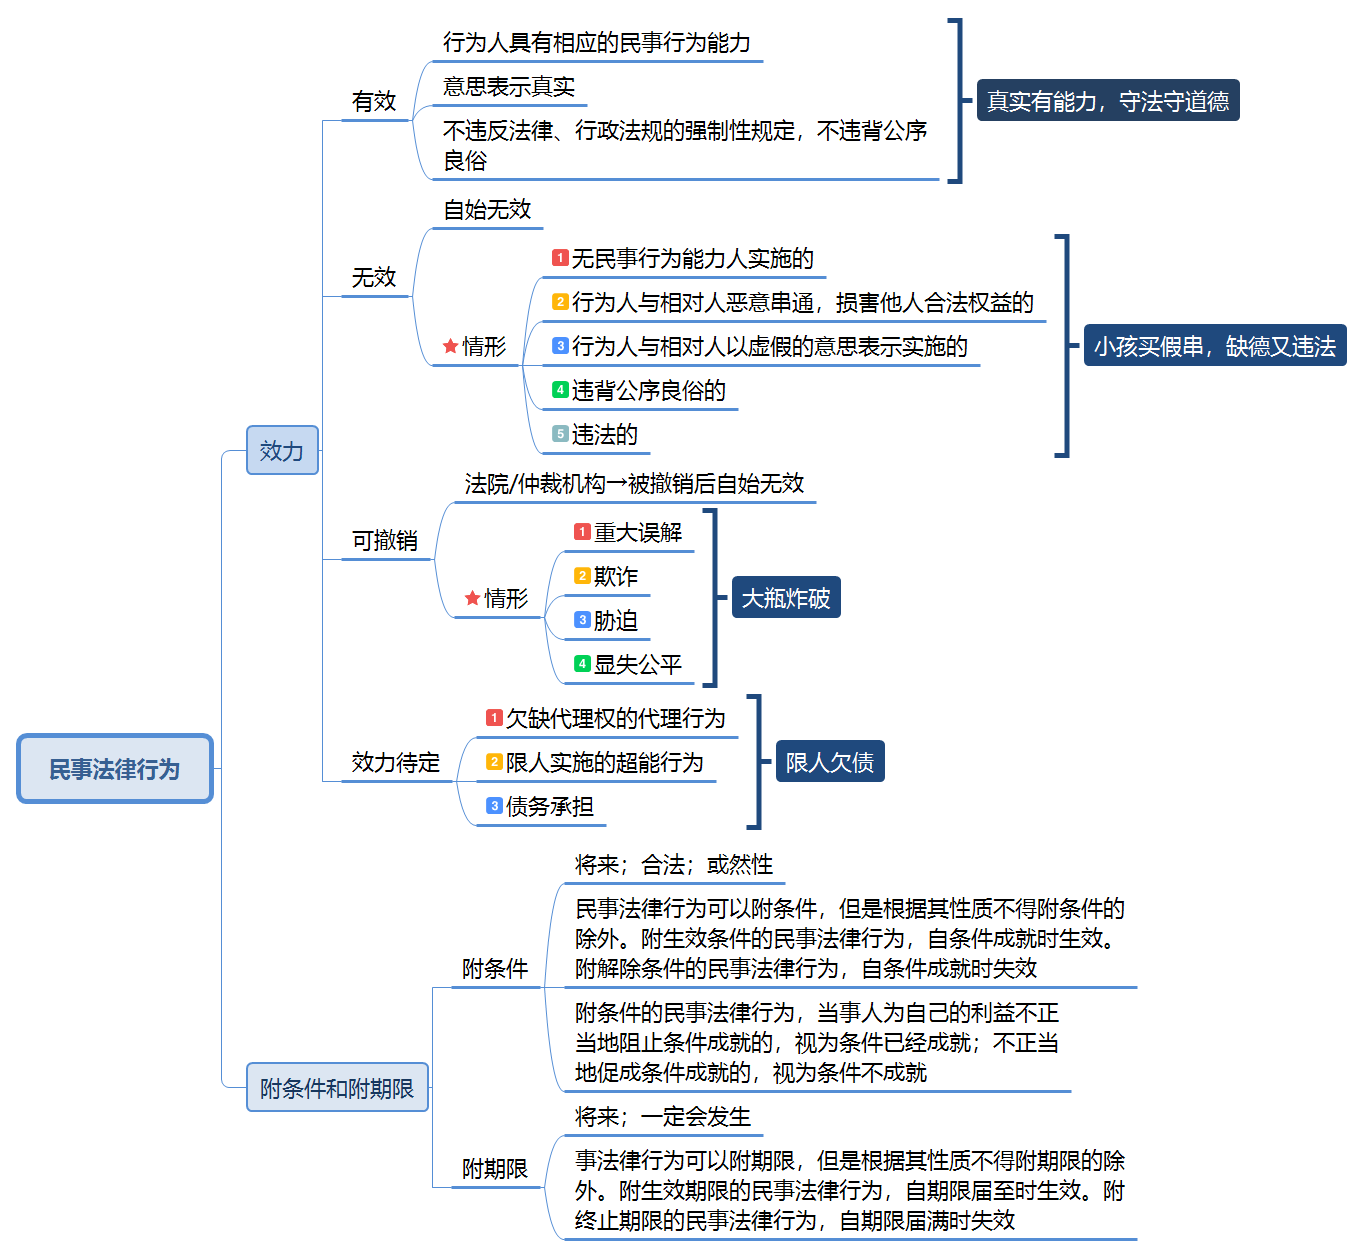 民事法律行为
效力
有效
行为人具有相应的民事行为能力
意思表示真实
不违反法律、行政法规的强制性规定，不违背公序
良俗
真实有能力，守法守道德
无效
自始无效
情形
1 无民事行为能力人实施的
2 行为人与相对人恶意串通，损害他人合法权益的
3 行为人与相对人以虚假的意思表示实施的
4 违背公序良俗的
5 违法的
小孩买假串，缺德又违法
可撤销
法院/仲裁机构→被撤销后自始无效
情形
1 重大误解
2 欺诈
3 胁迫
4 显失公平
大瓶炸破
效力待定
1 欠缺代理权的代理行为
2 限人实施的超能行为
3 债务承担
限人欠债
附条件和附期限
附条件
将来；合法；或然性
民事法律行为可以附条件，但是根据其性质不得附条件的
除外。附生效条件的民事法律行为，自条件成就时生效。
附解除条件的民事法律行为，自条件成就时失效
附条件的民事法律行为，当事人为自己的利益不正
当地阻止条件成就的，视为条件已经成就；不正当
地促成条件成就的，视为条件不成就
附期限
将来；一定会发生
事法律行为可以附期限，但是根据其性质不得附期限的除
外。附生效期限的民事法律行为，自期限届至时生效。附
终止期限的民事法律行为，自期限届满时失效